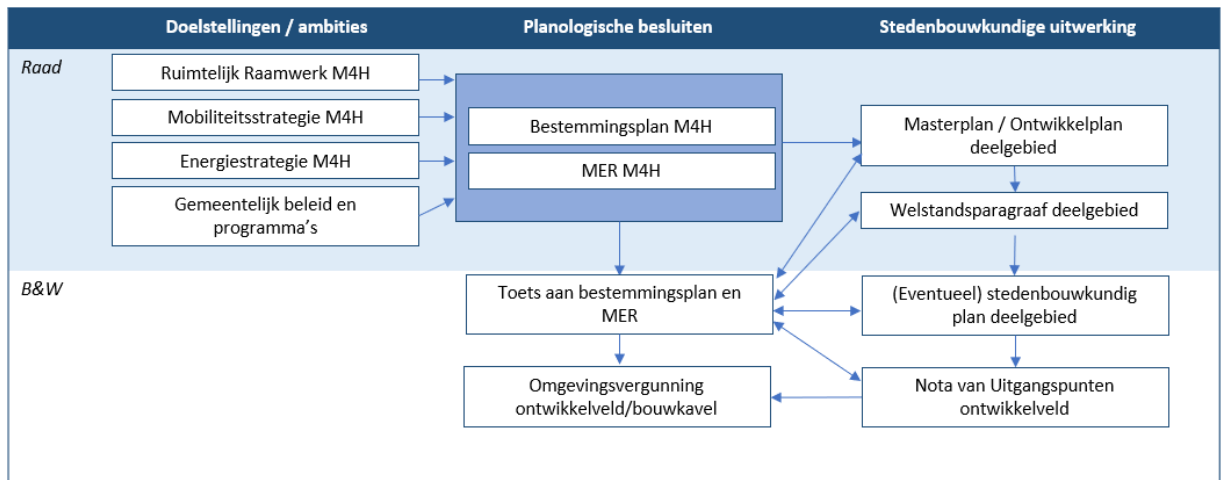 Doelstellingen / ambities
Planologische besluiten
Stedenbouwkundige uitwerking
Raad
Ruimtelijk Raamwerk M4H
Mobiliteitsstrategie M4H
Energiestrategie M4H
Gemeentelijk beleid en
programma's
Bestemmingsplan M4H
MER M4H
Masterplan / Ontwikkelplan
deelgebied
Welstandsparagraaf deelgebied
B&W
Toets aan bestemmingsplan en
MER
(Eventueel) stedenbouwkundig
plan deelgebied
Omgevingsvergunning
ontwikkelveld/bouwkavel
Nota van Uitgangspunten
ontwikkelveld